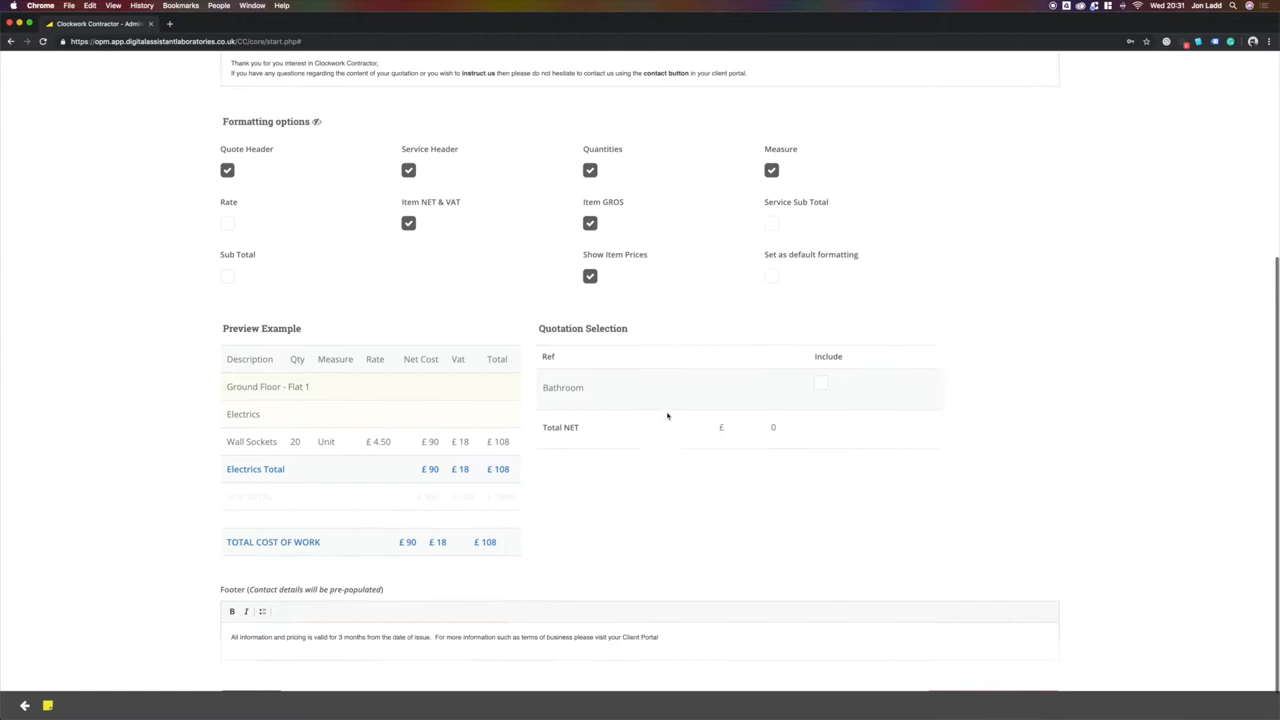 Chrome File Edit View History Bookmarks People Window Help Wed 20:31 Jon Ladd
Clockwork Contractor - Admi
https://opm.app.digitalassistantlaboratories.co.uk/CC/core/start.php#
Thank you for you interest in Clockwork Contractor,
If you have any questions regarding the content of your quotation or you wish to instruct us then please do not hesitate to contact us using the contact button in your client portal.
Formatting options
Quote Header Service Header Quantities Measure
Rate Item NET & VAT Item GROS Service Sub Total
Sub Total Show Item Prices Set as default formatting
Preview Example Quotation Selection
Ref Include
Description Qty Measure Rate Net Cost Vat Total
Ground Floor - Flat 1 Bathroom
Electrics Total NET £ 0
Wall Sockets 20 Unit £ 4.50 £ 90 £ 18 £ 108
Electrics Total £ 90 £ 18 £ 108
SUB TOTAL
TOTAL COST OF WORK £ 90 £ 18 £ 108
Footer (Contact details will be pre-populated)
B I
All information and pricing is valid for 3 months from the date of issue. For more information such as terms of business please visit your Client Portal